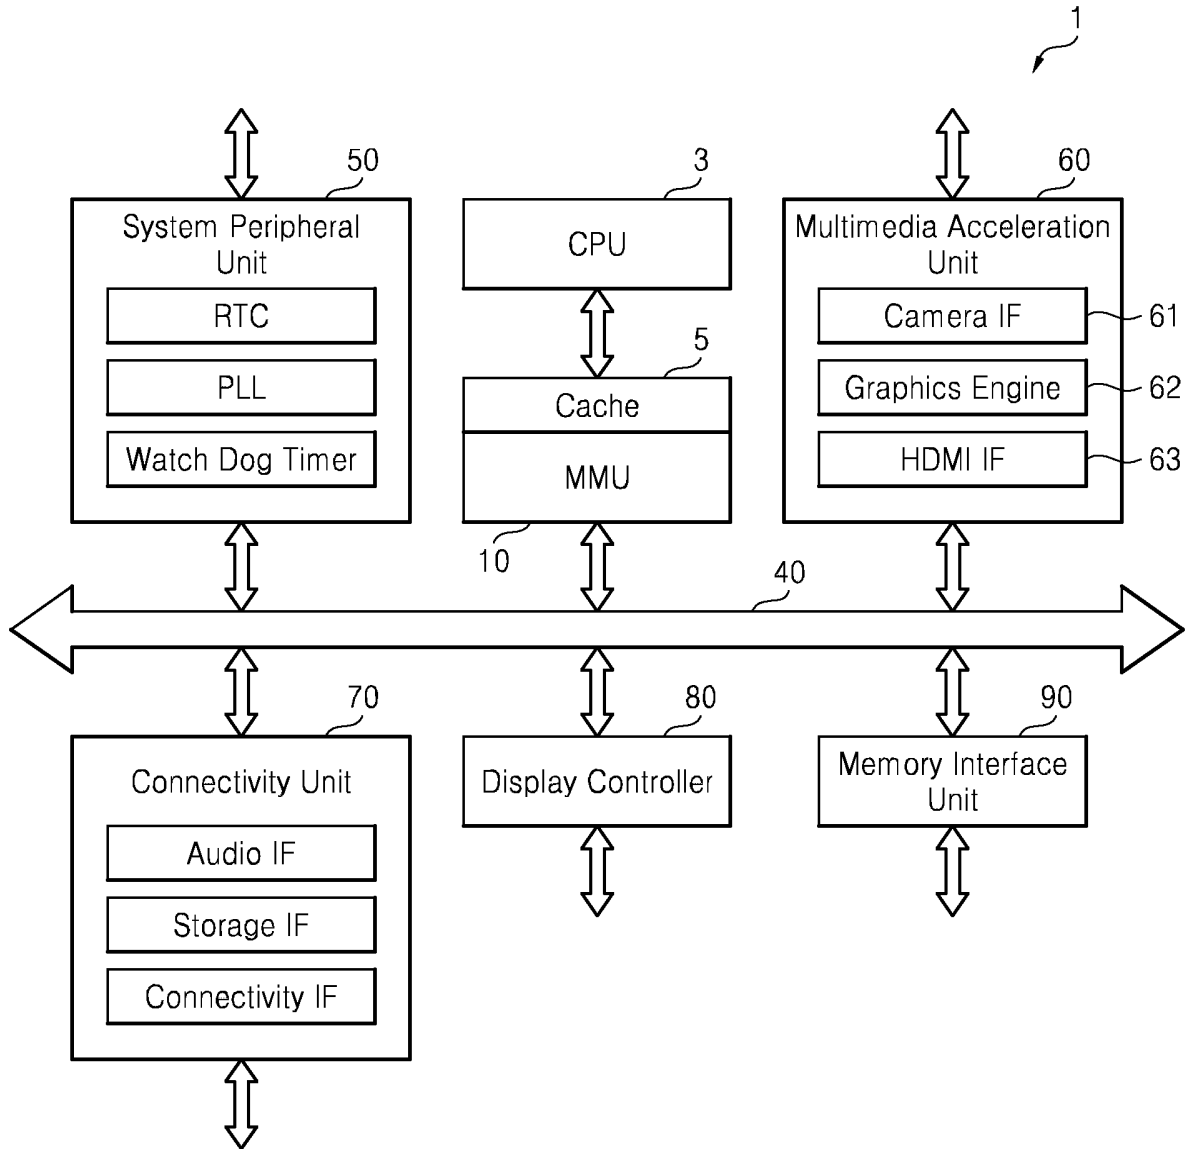 1
50
System Peripheral
Unit
RTC
PLL
Watch Dog Timer
3
CPU
5
Cache
MMU
10
60
Multimedia Acceleration
Unit
Camera IF
61
Graphics Engine
62
HDMI IF
63
40
70
Connectivity Unit
Audio IF
Storage IF
Connectivity IF
80
Display Controller
90
Memory Interface
Unit